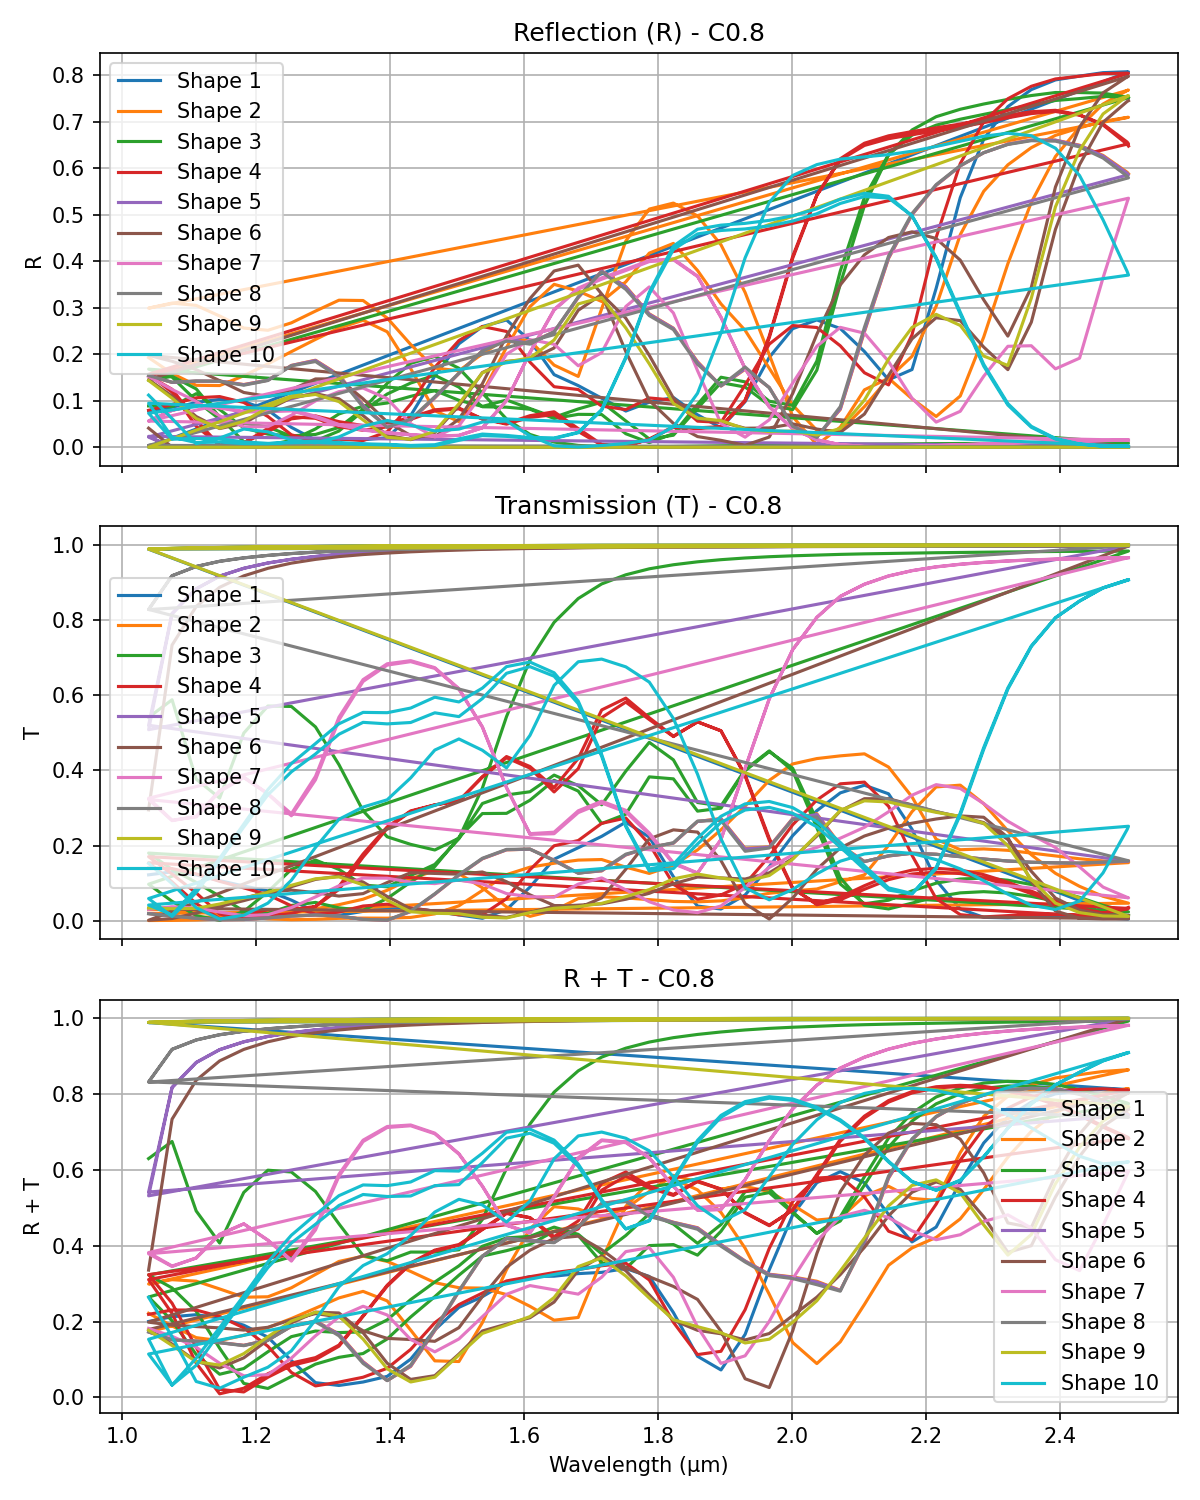 Reflection (R) - C0.8
0.8
0.7
0.6
0.5
0.4
0.3
0.2
0.1
0.0
R
Shape 1
Shape 2
Shape 3
Shape 4
Shape 5
Shape 6
Shape 7
Shape 8
Shape 9
Shape 10
Transmission (T) - C0.8
1.0
0.8
0.6
0.4
0.2
0.0
T
Shape 1
Shape 2
Shape 3
Shape 4
Shape 5
Shape 6
Shape 7
Shape 8
Shape 9
Shape 10
R + T - C0.8
1.0
0.8
0.6
0.4
0.2
0.0
R + T
Shape 1
Shape 2
Shape 3
Shape 4
Shape 5
Shape 6
Shape 7
Shape 8
Shape 9
Shape 10
1.0 1.2 1.4 1.6 1.8 2.0 2.2 2.4
Wavelength (μm)